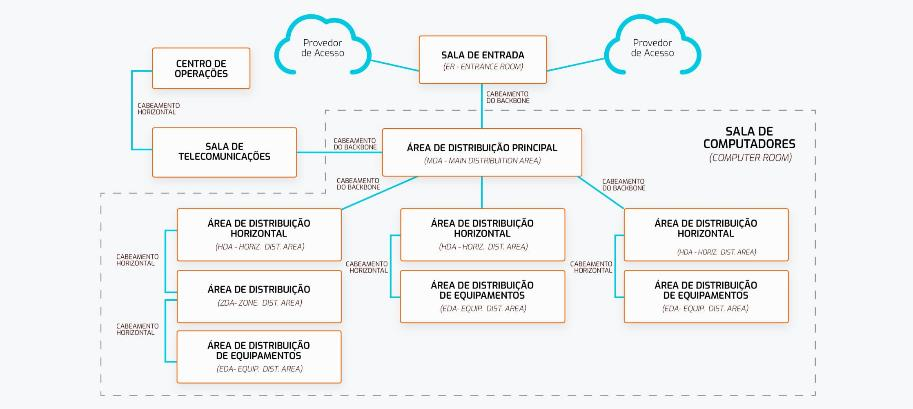 Provedor
de Acesso
SALA DE ENTRADA
(ER - ENTRANCE ROOM)
Provedor
de Acesso
CENTRO DE
OPERAÇÕES
CABEAMENTO
HORIZONTAL
CABEAMENTO
DO BACKBONE
SALA DE
TELECOMUNICAÇÕES
CABEAMENTO
DO BACKBONE
ÁREA DE DISTRIBUIÇÃO PRINCIPAL
(MDA - MAIN DISTRIBUITION AREA)
SALA DE
COMPUTADORES
(COMPUTER ROOM)
CABEAMENTO
DO BACKBONE
CABEAMENTO
DO BACKBONE
ÁREA DE DISTRIBUIÇÃO
HORIZONTAL
(HDA - HORIZ. DIST. AREA)
ÁREA DE DISTRIBUIÇÃO
HORIZONTAL
(HDA - HORIZ. DIST. AREA)
ÁREA DE DISTRIBUIÇÃO
HORIZONTAL
(HDA - HORIZ. DIST. AREA)
CABEAMENTO
HORIZONTAL
CABEAMENTO
HORIZONTAL
CABEAMENTO
HORIZONTAL
ÁREA DE DISTRIBUIÇÃO
(ZDA- ZONE. DIST. AREA)
ÁREA DE DISTRIBUIÇÃO
DE EQUIPAMENTOS
(EDA- EQUIP. DIST. AREA)
ÁREA DE DISTRIBUIÇÃO
DE EQUIPAMENTOS
(EDA- EQUIP. DIST. AREA)
CABEAMENTO
HORIZONTAL
ÁREA DE DISTRIBUIÇÃO
DE EQUIPAMENTOS
(EDA- EQUIP. DIST. AREA)